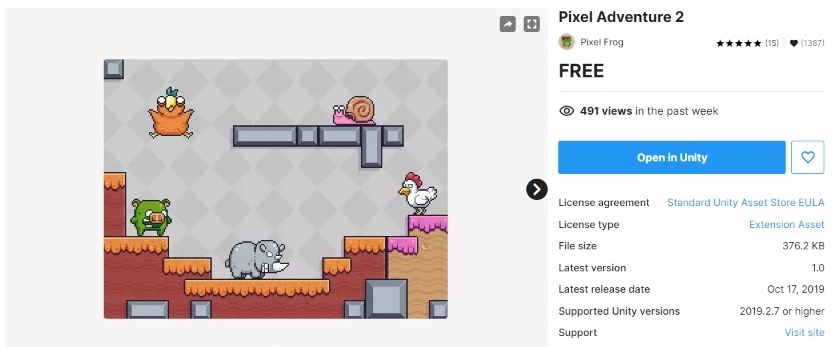 Pixel Adventure 2
Pixel Frog
★★★★★ (15) | ♥ (1387)
FREE
491 views in the past week
Open in Unity
License agreement Standard Unity Asset Store EULA
License type Extension Asset
File size 376.2 KB
Latest version 1.0
Latest release date Oct 17, 2019
Supported Unity versions 2019.2.7 or higher
Support Visit site